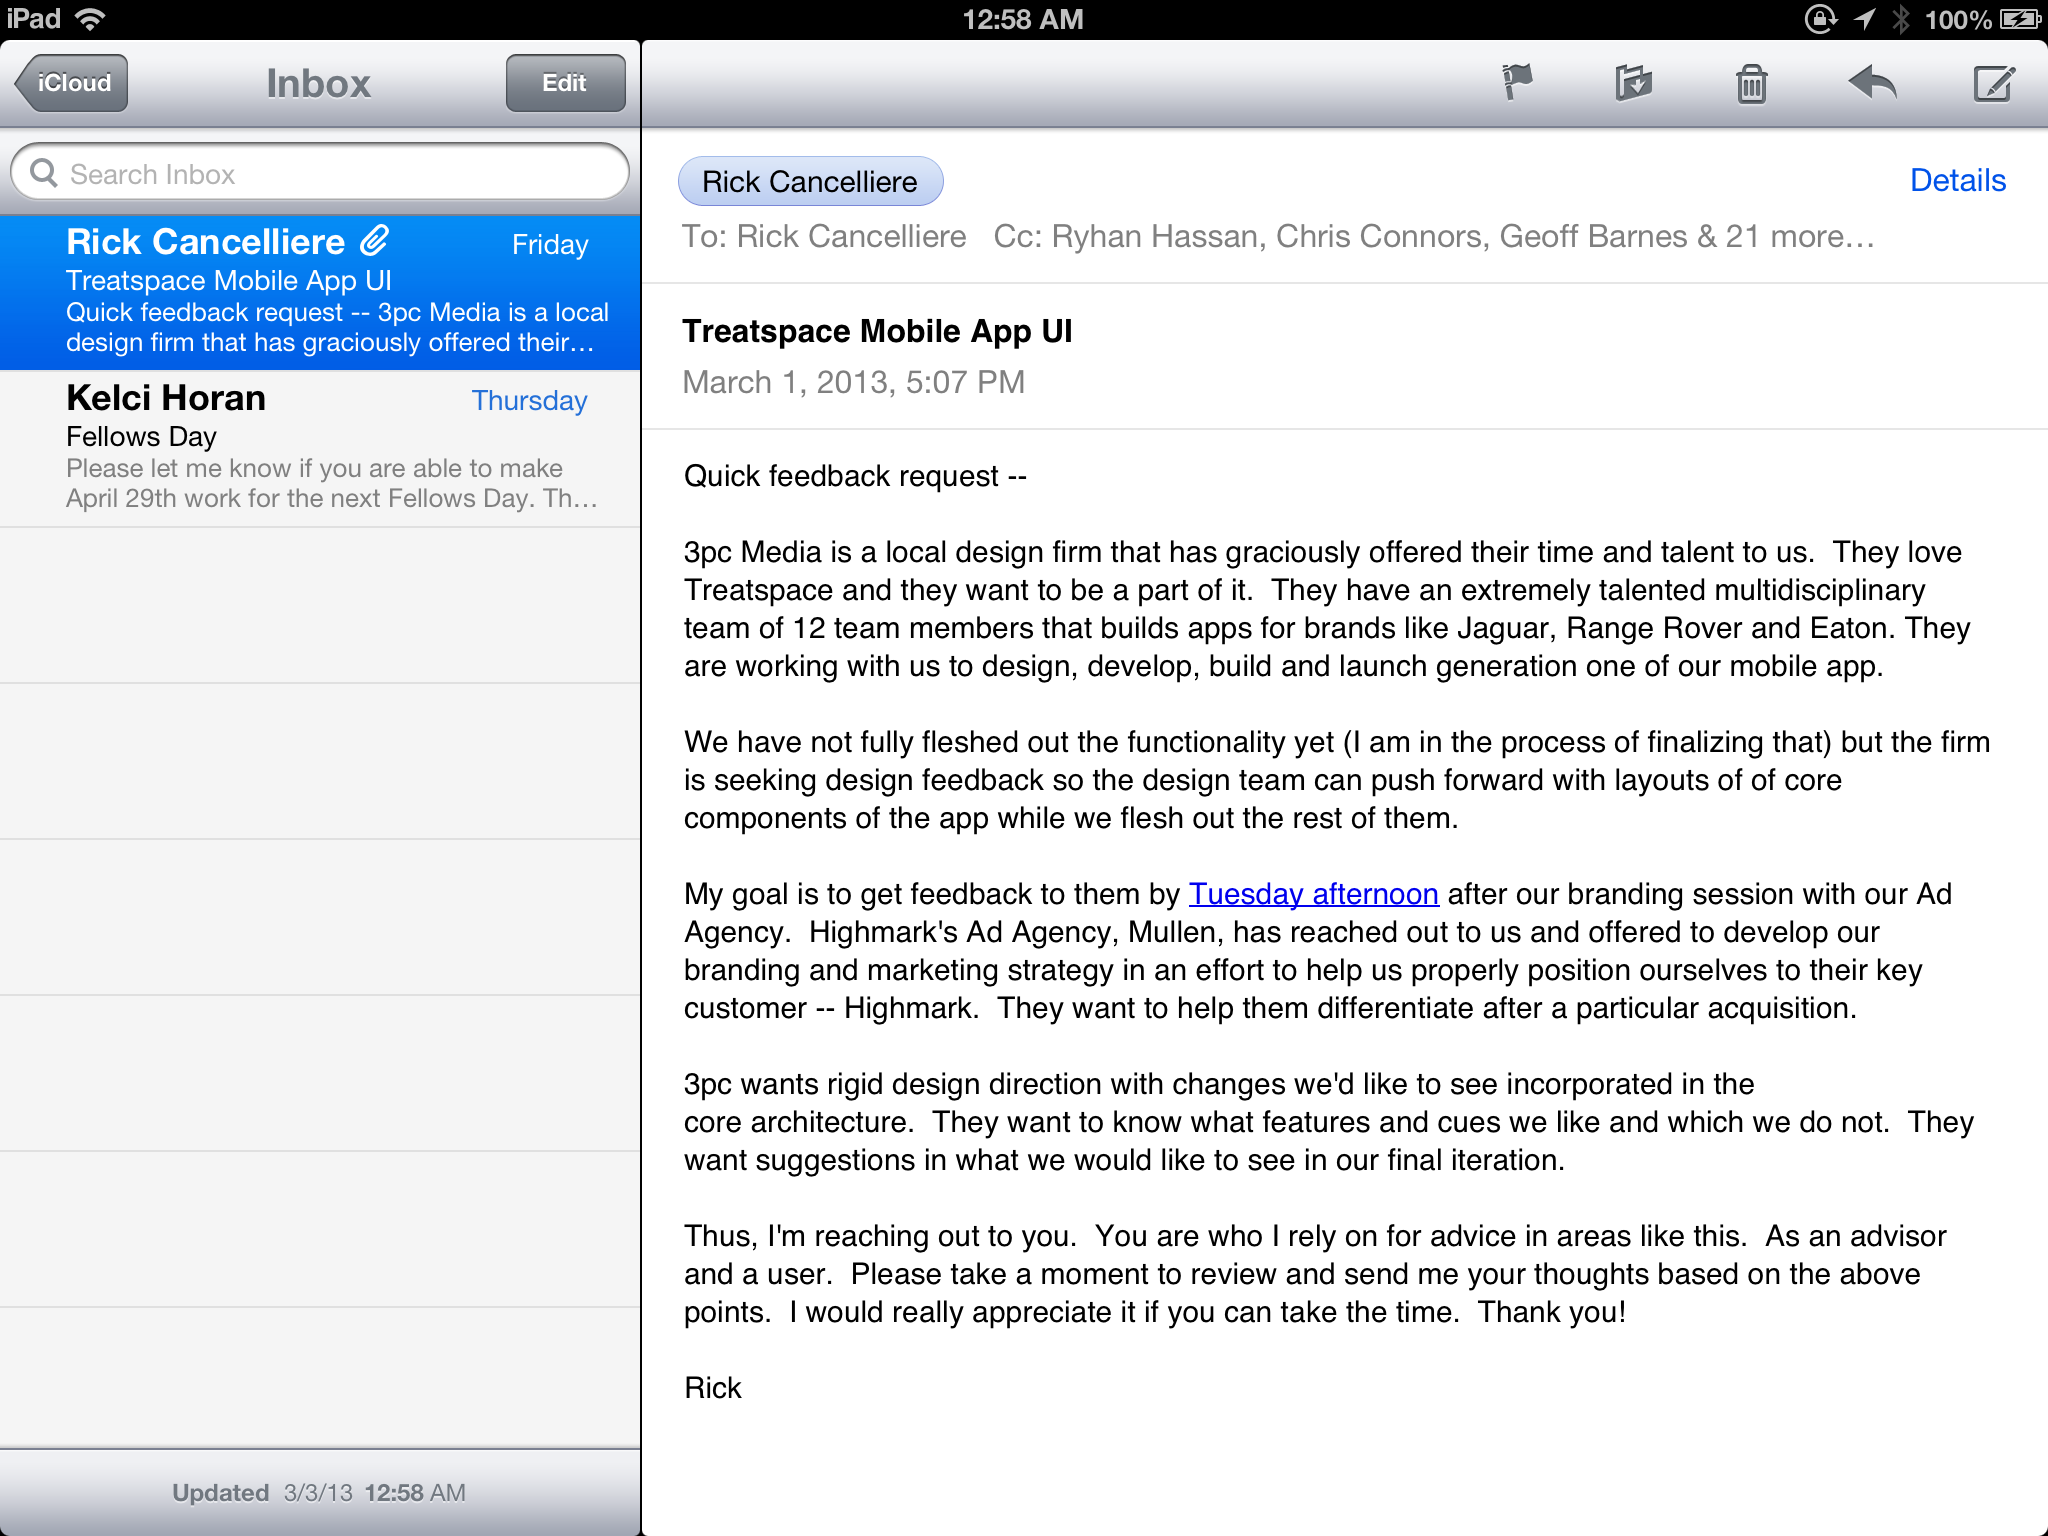 iPad 12:58 AM 100%
iCloud Inbox Edit
Search Inbox
Rick Cancelliere Friday
Treatspace Mobile App UI
Quick feedback request -- 3pc Media is a local
design firm that has graciously offered their…
Kelci Horan Thursday
Fellows Day
Please let me know if you are able to make
April 29th work for the next Fellows Day. Th…
Updated 3/3/13 12:58 AM
Rick Cancelliere Details
To: Rick Cancelliere Cc: Ryhan Hassan, Chris Connors, Geoff Barnes & 21 more…
Treatspace Mobile App UI
March 1, 2013, 5:07 PM
Quick feedback request --
3pc Media is a local design firm that has graciously offered their time and talent to us.  They love
Treatspace and they want to be a part of it.  They have an extremely talented multidisciplinary
team of 12 team members that builds apps for brands like Jaguar, Range Rover and Eaton. They
are working with us to design, develop, build and launch generation one of our mobile app.
We have not fully fleshed out the functionality yet (I am in the process of finalizing that) but the firm
is seeking design feedback so the design team can push forward with layouts of of core
components of the app while we flesh out the rest of them.
My goal is to get feedback to them by Tuesday afternoon after our branding session with our Ad
Agency.  Highmark's Ad Agency, Mullen, has reached out to us and offered to develop our
branding and marketing strategy in an effort to help us properly position ourselves to their key
customer -- Highmark.  They want to help them differentiate after a particular acquisition.
3pc wants rigid design direction with changes we'd like to see incorporated in the
core architecture.  They want to know what features and cues we like and which we do not.  They
want suggestions in what we would like to see in our final iteration.
Thus, I'm reaching out to you.  You are who I rely on for advice in areas like this.  As an advisor
and a user.  Please take a moment to review and send me your thoughts based on the above
points.  I would really appreciate it if you can take the time.  Thank you!
Rick